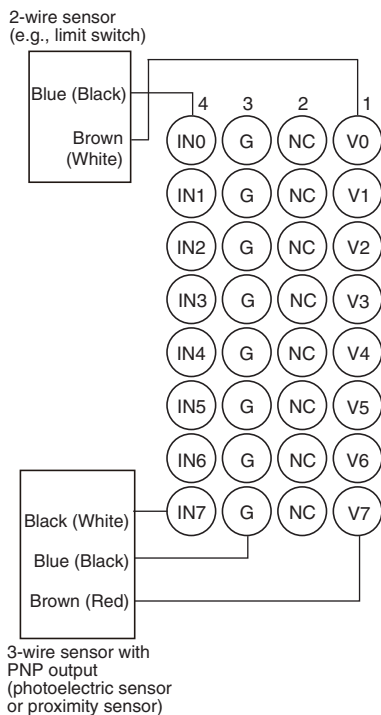 2-wire sensor
(e.g., limit switch)
Blue (Black)
Brown
(White)
4 3 2 1
IN0 G NC V0
IN1 G NC V1
IN2 G NC V2
IN3 G NC V3
IN4 G NC V4
IN5 G NC V5
IN6 G NC V6
IN7 G NC V7
Black (White)
Blue (Black)
Brown (Red)
3-wire sensor with
PNP output
(photoelectric sensor
or proximity sensor)